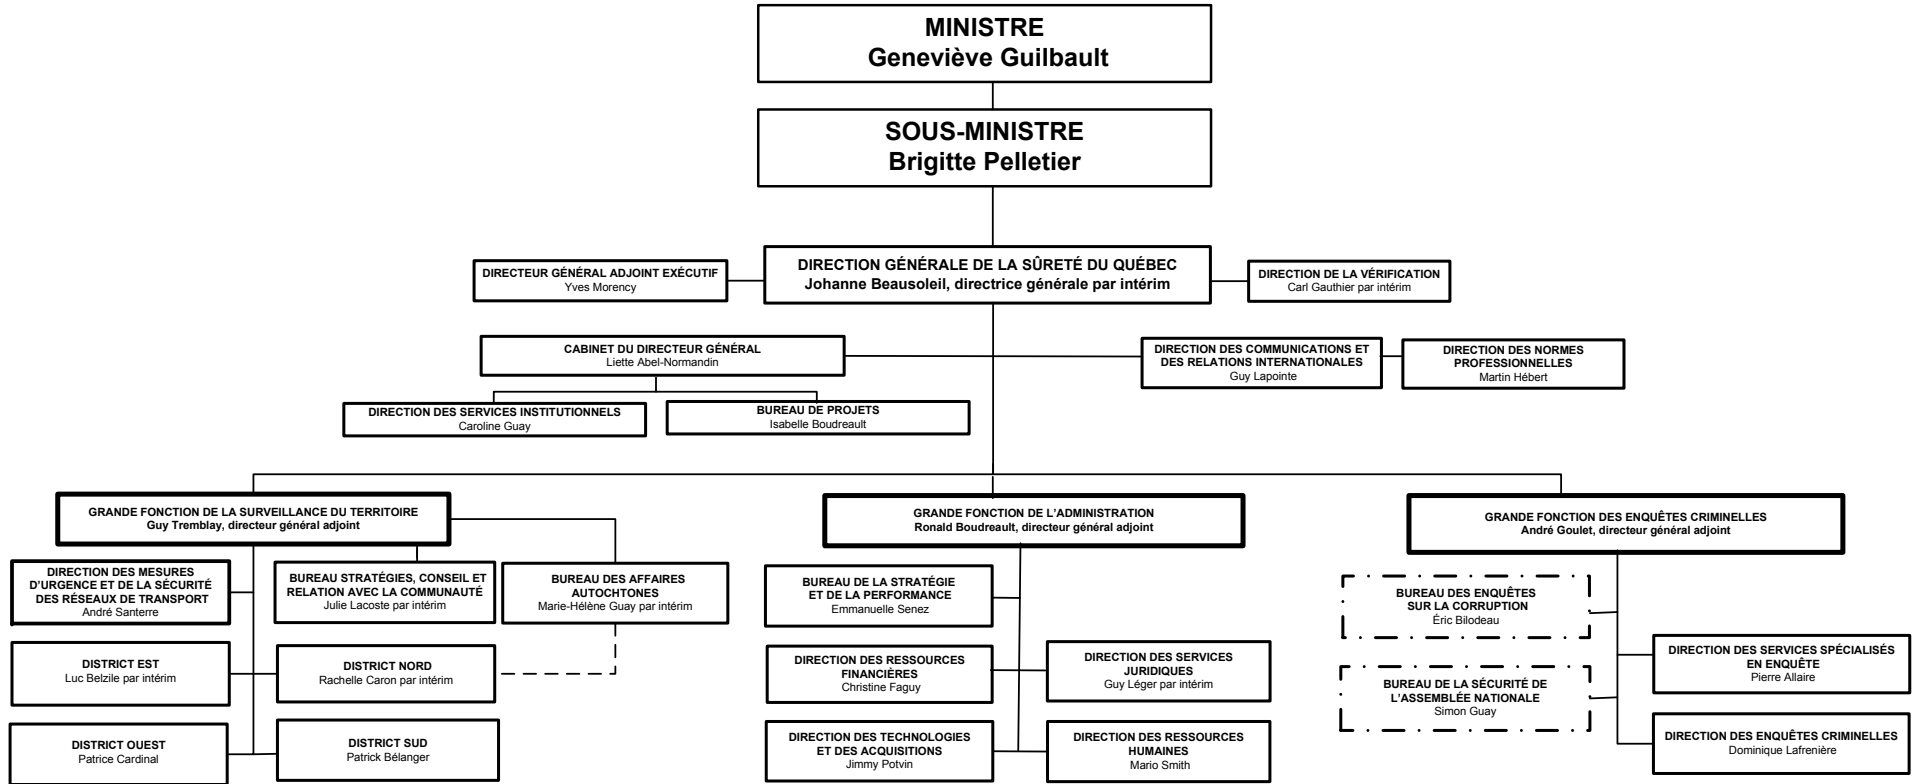 MINISTRE
Geneviève Guilbault
SOUS-MINISTRE
Brigitte Pelletier
DIRECTEUR GÉNÉRAL ADJOINT EXÉCUTIF
Yves Morency
DIRECTION GÉNÉRALE DE LA SÛRETÉ DU QUÉBEC
Johanne Beausoleil, directrice générale par intérim
DIRECTION DE LA VÉRIFICATION
Carl Gauthier par intérim
CABINET DU DIRECTEUR GÉNÉRAL
Liette Abel-Normandin
DIRECTION DES COMMUNICATIONS ET
DES RELATIONS INTERNATIONALES
Guy Lapointe
DIRECTION DES NORMES
PROFESSIONNELLES
Martin Hébert
DIRECTION DES SERVICES INSTITUTIONNELS
Caroline Guay
BUREAU DE PROJETS
Isabelle Boudreault
GRANDE FONCTION DE LA SURVEILLANCE DU TERRITOIRE
Guy Tremblay, directeur général adjoint
GRANDE FONCTION DE L'ADMINISTRATION
Ronald Boudreault, directeur général adjoint
GRANDE FONCTION DES ENQUÊTES CRIMINELLES
André Goulet, directeur général adjoint
DIRECTION DES MESURES
D'URGENCE ET DE LA SÉCURITÉ
DES RÉSEAUX DE TRANSPORT
André Santerre
BUREAU STRATÉGIES, CONSEIL ET
RELATION AVEC LA COMMUNAUTÉ
Julie Lacoste par intérim
BUREAU DES AFFAIRES
AUTOCHTONES
Marie-Hélène Guay par intérim
DISTRICT EST
Luc Belzile par intérim
DISTRICT NORD
Rachelle Caron par intérim
DISTRICT OUEST
Patrice Cardinal
DISTRICT SUD
Patrick Bélanger
BUREAU DE LA STRATÉGIE
ET DE LA PERFORMANCE
Emmanuelle Senez
DIRECTION DES RESSOURCES
FINANCIÈRES
Christine Faguy
DIRECTION DES SERVICES
JURIDIQUES
Guy Léger par intérim
DIRECTION DES TECHNOLOGIES
ET DES ACQUISITIONS
Jimmy Potvin
DIRECTION DES RESSOURCES
HUMAINES
Mario Smith
BUREAU DES ENQUÊTES
SUR LA CORRUPTION
Éric Bilodeau
DIRECTION DES SERVICES SPÉCIALISÉS
EN ENQUÊTE
Pierre Allaire
BUREAU DE LA SÉCURITÉ DE
L'ASSEMBLÉE NATIONALE
Simon Guay
DIRECTION DES ENQUÊTES CRIMINELLES
Dominique Lafrenière